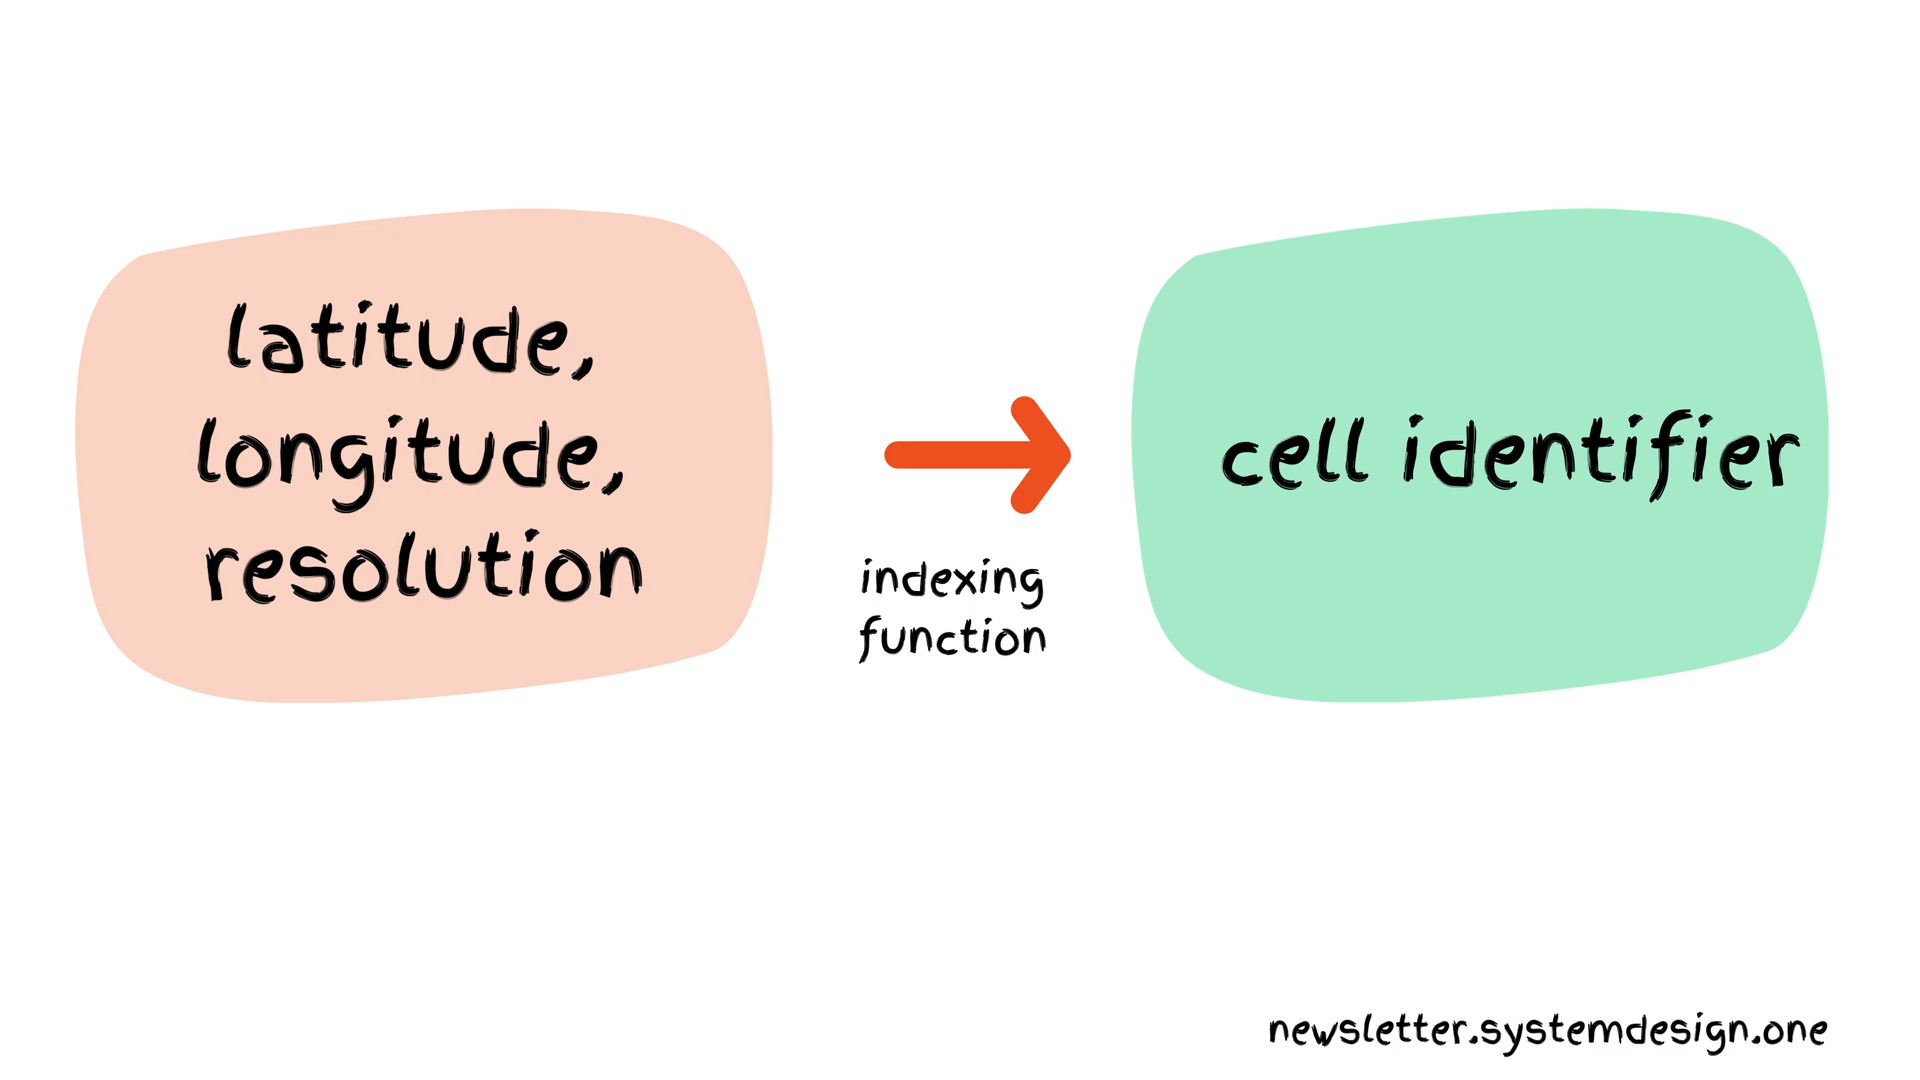 latitude,
longitude,
resolution
indexing
function
cell identifier
newsletter.systemdesign.one